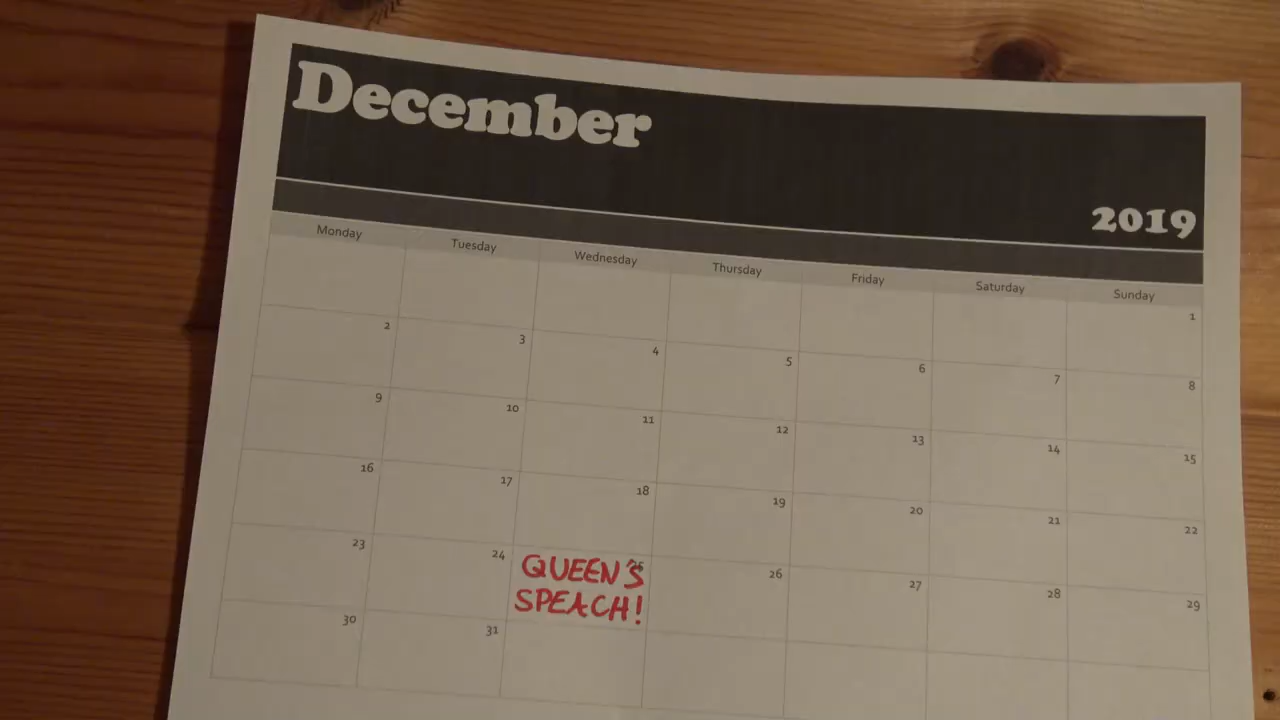 December
2019
Monday Tuesday Wednesday Thursday Friday Saturday Sunday
1
2 3 4 5 6 7 8
9 10 11 12 13 14 15
16 17 18 19 20 21 22
23 24 25 26 27 28 29
QUEEN'S
SPEACH!
30 31